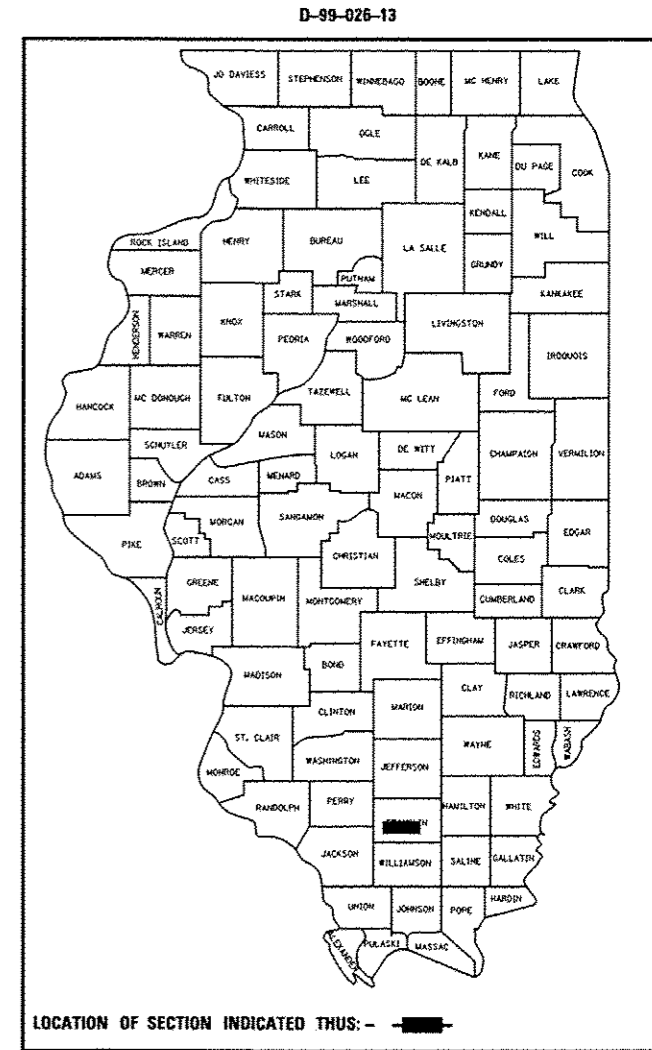 D-99-026-13
JO DAVIESS STEPHENSON WINNEBAGO BOONE MC HENRY LAKE
CARROLL OGLE DE KALB KANE DU PAGE COOK
WHITESIDE LEE KENDALL WILL
ROCK ISLAND HENRY BUREAU LA SALLE GRUNDY
MERCER STARK PUTNAM KANKAKEE
HENDERSON WARREN KNOX PEORIA MARSHALL LIVINGSTON IROQUOIS
WOODFORD
HANCOCK MC DONOUGH FULTON TAZEWELL MC LEAN FORD
SCHUYLER MASON LOGAN DE WITT CHAMPAIGN VERMILION
ADAMS BROWN CASS MENARD MACON PIATT
PIKE SCOTT MORGAN SANGAMON MOULTRIE DOUGLAS EDGAR
CHRISTIAN COLES
CALHOUN GREENE MACOUPIN MONTGOMERY SHELBY CUMBERLAND CLARK
JERSEY FAYETTE EFFINGHAM JASPER CRAWFORD
MADISON BOND CLAY RICHLAND LAWRENCE
CLINTON MARION
ST. CLAIR WASHINGTON JEFFERSON WAYNE EDWARDS WABASH
MONROE
RANDOLPH PERRY HAMILTON WHITE
JACKSON WILLIAMSON SALINE GALLATIN
UNION JOHNSON POPE HARDIN
ALEXANDER PULASKI MASSAC
LOCATION OF SECTION INDICATED THUS: -